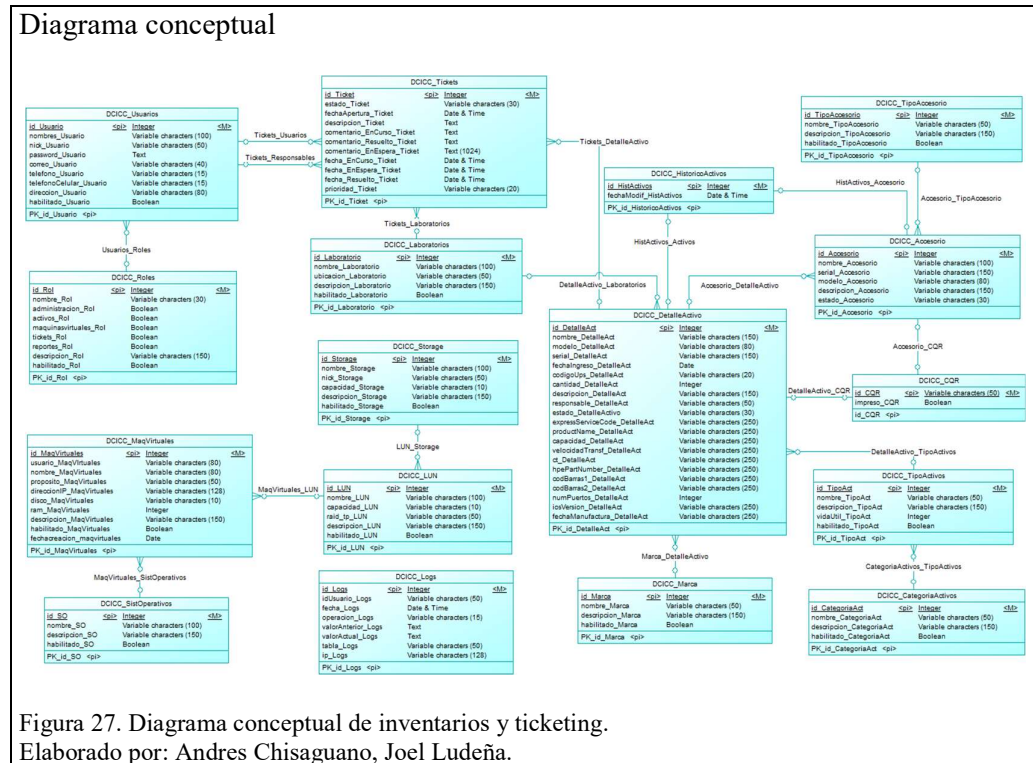 Diagrama conceptual
DCICC_Usuarios
id_Usuario <pi> Integer <M>
nombres_Usuario Variable characters (100)
nick_Usuario Variable characters (50)
password_Usuario Text
correo_Usuario Variable characters (40)
telefono_Usuario Variable characters (15)
telefonoCelular_Usuario Variable characters (15)
direccion_Usuario Variable characters (80)
habilitado_Usuario Boolean
PK_id_Usuario <pi>
Tickets_Usuarios
Tickets_Responsables
DCICC_Tickets
id_Ticket <pi> Integer <M>
estado_Ticket Variable characters (30)
fechaApertura_Ticket Date & Time
descripcion_Ticket Text
comentario_EnCurso_Ticket Text
comentario_Resuelto_Ticket Text
comentario_EnEspera_Ticket Text (1024)
fecha_EnCurso_Ticket Date & Time
fecha_EnEspera_Ticket Date & Time
fecha_Resuelto_Ticket Date & Time
prioridad_Ticket Variable characters (20)
PK_id_Ticket <pi>
Tickets_DetalleActivo
DCICC_TipoAccesorio
id_TipoAccesorio <pi> Integer <M>
nombre_TipoAccesorio Variable characters (50)
descripcion_TipoAccesorio Variable characters (150)
habilitado_TipoAccesorio Boolean
PK_id_TipoAccesorio <pi>
DCICC_HistoricoActivos
id_HistActivos <pi> Integer <M>
fechaModif_HistActivos Date & Time
PK_id_HistoricoActivos <pi>
HistActivos_Accesorio
Accesorio_TipoAccesorio
Tickets_Laboratorios
HistActivos_Activos
Usuarios_Roles
DCICC_Laboratorios
id_Laboratorio <pi> Integer <M>
nombre_Laboratorio Variable characters (100)
ubicacion_Laboratorio Variable characters (50)
descripcion_Laboratorio Variable characters (150)
habilitado_Laboratorio Boolean
PK_id_Laboratorio <pi>
DetalleActivo_Laboratorios
Accesorio_DetalleActivo
DCICC_Accesorio
id_Accesorio <pi> Integer <M>
nombre_Accesorio Variable characters (100)
serial_Accesorio Variable characters (150)
modelo_Accesorio Variable characters (80)
descripcion_Accesorio Variable characters (150)
estado_Accesorio Variable characters (30)
PK_id_Accesorio <pi>
DCICC_Roles
id_Rol <pi> Integer <M>
nombre_Rol Variable characters (30)
administracion_Rol Boolean
activos_Rol Boolean
maquinasvirtuales_Rol Boolean
tickets_Rol Boolean
reportes_Rol Boolean
descripcion_Rol Variable characters (150)
habilitado_Rol Boolean
PK_id_Rol <pi>
DCICC_DetalleActivo
id_DetalleAct <pi> Integer <M>
nombre_DetalleAct Variable characters (150)
modelo_DetalleAct Variable characters (80)
serial_DetalleAct Variable characters (150)
fechaIngreso_DetalleAct Date
codigoUps_DetalleAct Variable characters (20)
cantidad_DetalleAct Integer
descripcion_DetalleAct Variable characters (150)
responsable_DetalleAct Variable characters (50)
estado_DetalleActivo Variable characters (30)
expressServiceCode_DetalleAct Variable characters (250)
productName_DetalleAct Variable characters (250)
capacidad_DetalleAct Variable characters (250)
velocidadTransf_DetalleAct Variable characters (250)
ct_DetalleAct Variable characters (250)
hpePartNumber_DetalleAct Variable characters (250)
codBarras1_DetalleAct Variable characters (250)
codBarras2_DetalleAct Variable characters (250)
numPuertos_DetalleAct Integer
iosVersion_DetalleAct Variable characters (250)
fechaManufactura_DetalleAct Variable characters (250)
PK_id_DetalleAct <pi>
Accesorio_CQR
DetalleActivo_CQR
DCICC_CQR
id_CQR <pi> Variable characters (50) <M>
impreso_CQR Boolean
id_CQR <pi>
DCICC_Storage
id_Storage <pi> Integer <M>
nombre_Storage Variable characters (100)
nick_Storage Variable characters (50)
capacidad_Storage Variable characters (10)
descripcion_Storage Variable characters (150)
habilitado_Storage Boolean
PK_id_Storage <pi>
LUN_Storage
DetalleActivo_TipoActivos
DCICC_MaqVirtuales
id_MaqVirtuales <pi> Integer <M>
usuario_MaqVirtuales Variable characters (80)
nombre_MaqVirtuales Variable characters (80)
proposito_MaqVirtuales Variable characters (50)
direccionIP_MaqVirtuales Variable characters (128)
disco_MaqVirtuales Variable characters (10)
ram_MaqVirtuales Integer
descripcion_MaqVirtuales Variable characters (150)
habilitado_MaqVirtuales Boolean
fechacreacion_maqvirtuales Date
PK_id_MaqVirtuales <pi>
MaqVirtuales_LUN
DCICC_LUN
id_LUN <pi> Integer <M>
nombre_LUN Variable characters (100)
capacidad_LUN Variable characters (10)
raid_tp_LUN Variable characters (50)
descripcion_LUN Variable characters (150)
habilitado_LUN Boolean
PK_id_LUN <pi>
DCICC_TipoActivos
id_TipoAct <pi> Integer <M>
nombre_TipoAct Variable characters (50)
descripcion_TipoAct Variable characters (150)
vidaUtil_TipoAct Integer
habilitado_TipoAct Boolean
PK_id_TipoAct <pi>
Marca_DetalleActivo
CategoriaActivos_TipoActivos
MaqVirtuales_SistOperativos
DCICC_SistOperativos
id_SO <pi> Integer <M>
nombre_SO Variable characters (100)
descripcion_SO Variable characters (150)
habilitado_SO Boolean
PK_id_SO <pi>
DCICC_Logs
id_Logs <pi> Integer <M>
idUsuario_Logs Variable characters (50)
fecha_Logs Date & Time
operacion_Logs Variable characters (15)
valorAnterior_Logs Text
valorActual_Logs Text
tabla_Logs Variable characters (50)
ip_Logs Variable characters (128)
PK_id_Logs <pi>
DCICC_Marca
id_Marca <pi> Integer <M>
nombre_Marca Variable characters (50)
descripcion_Marca Variable characters (150)
habilitado_Marca Boolean
PK_id_Marca <pi>
DCICC_CategoriaActivos
id_CategoriaAct <pi> Integer <M>
nombre_CategoriaAct Variable characters (50)
descripcion_CategoriaAct Variable characters (150)
habilitado_CategoriaAct Boolean
PK_id_CategoriaAct <pi>
Figura 27. Diagrama conceptual de inventarios y ticketing.
Elaborado por: Andres Chisaguano, Joel Ludeña.